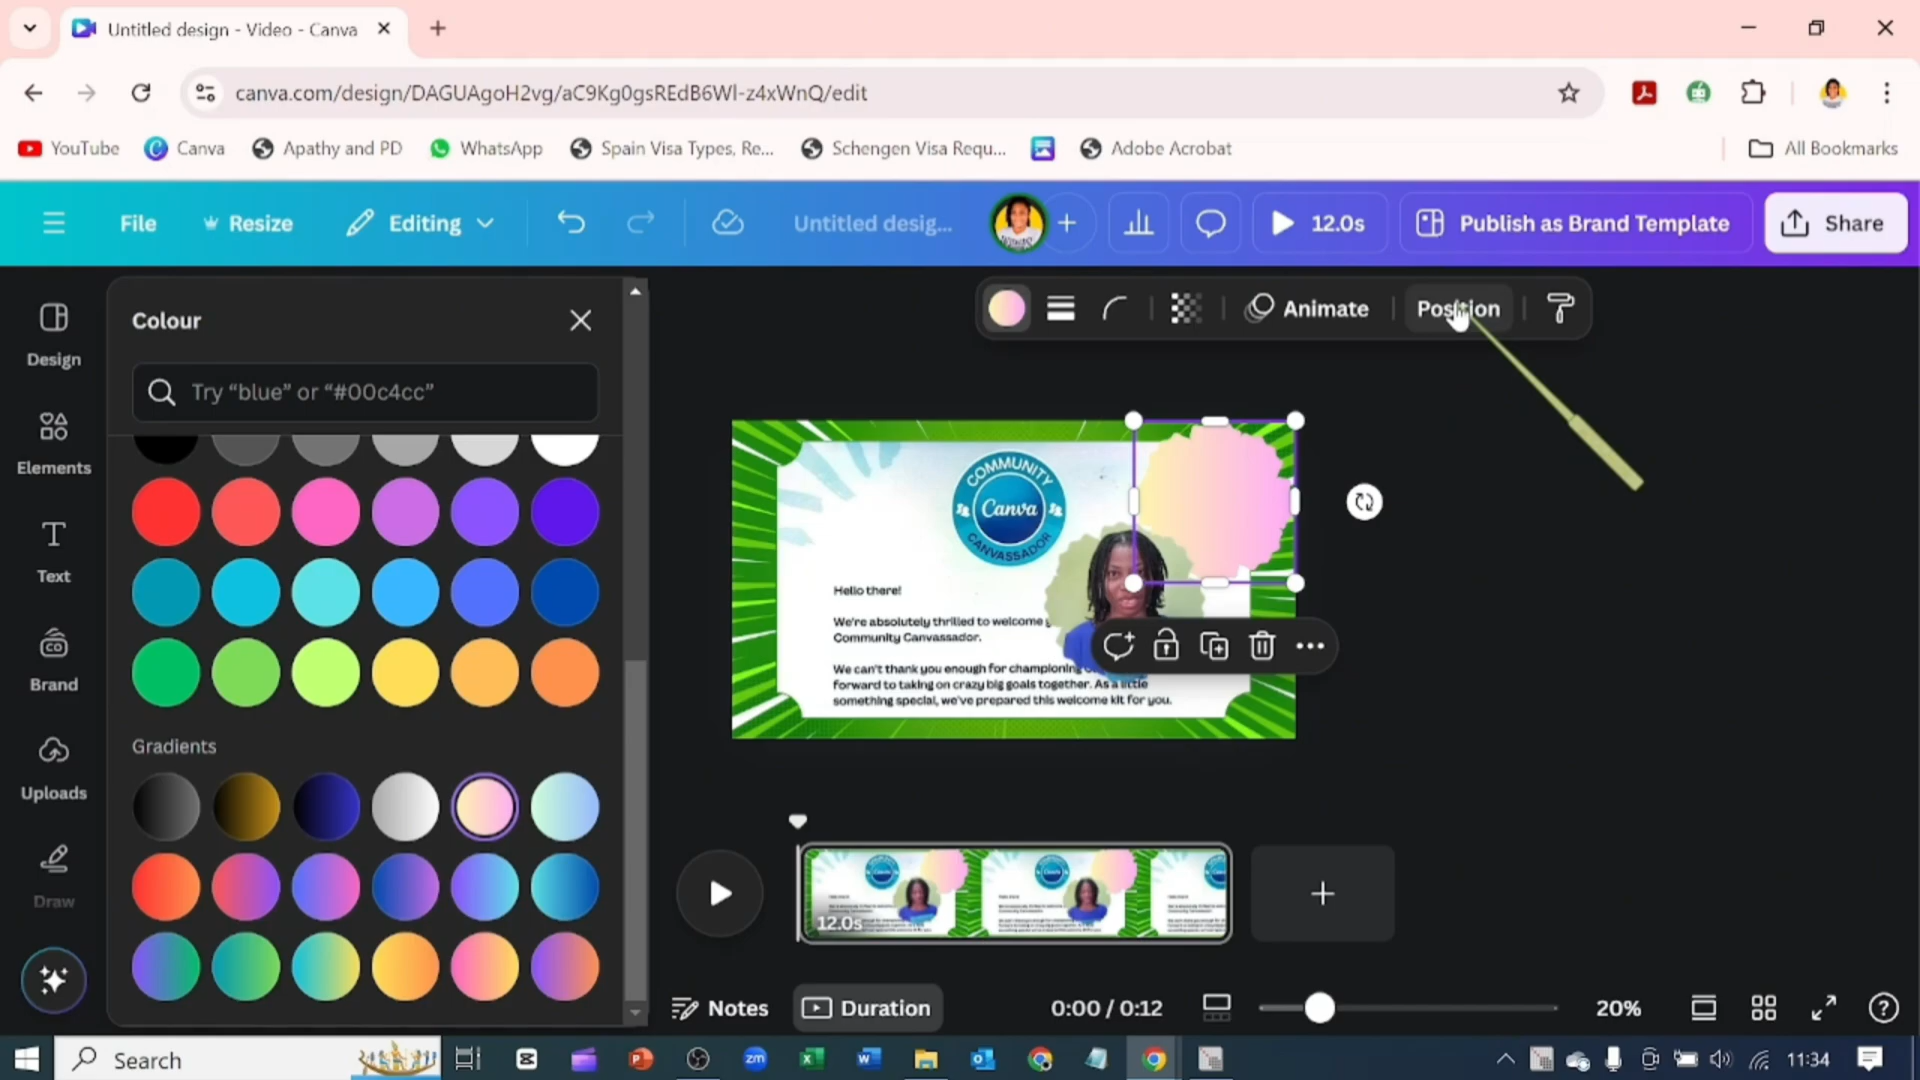 Untitled design - Video - Canva
canva.com/design/DAGUAgoH2vg/aC9Kg0gsREdB6Wl-z4xWnQ/edit
YouTube
Canva
Apathy and PD
WhatsApp
Spain Visa Types, Re...
Schengen Visa Requ...
Adobe Acrobat
All Bookmarks
File
Resize
Editing
Untitled desig...
12.0s
Publish as Brand Template
Share
Design
Elements
Text
Brand
Uploads
Draw
Colour
Try “blue” or “#00c4cc”
Gradients
Animate
Position
COMMUNITY
Canva
CANVASSADOR
Hello there!
We're absolutely thrilled to welcome
Community Canvassador.
We can't thank you enough for championing
forward to taking on crazy big goals together. As a little
something special, we've prepared this welcome kit for you.
12.0s
Notes
Duration
0:00 / 0:12
20%
Search
11:34